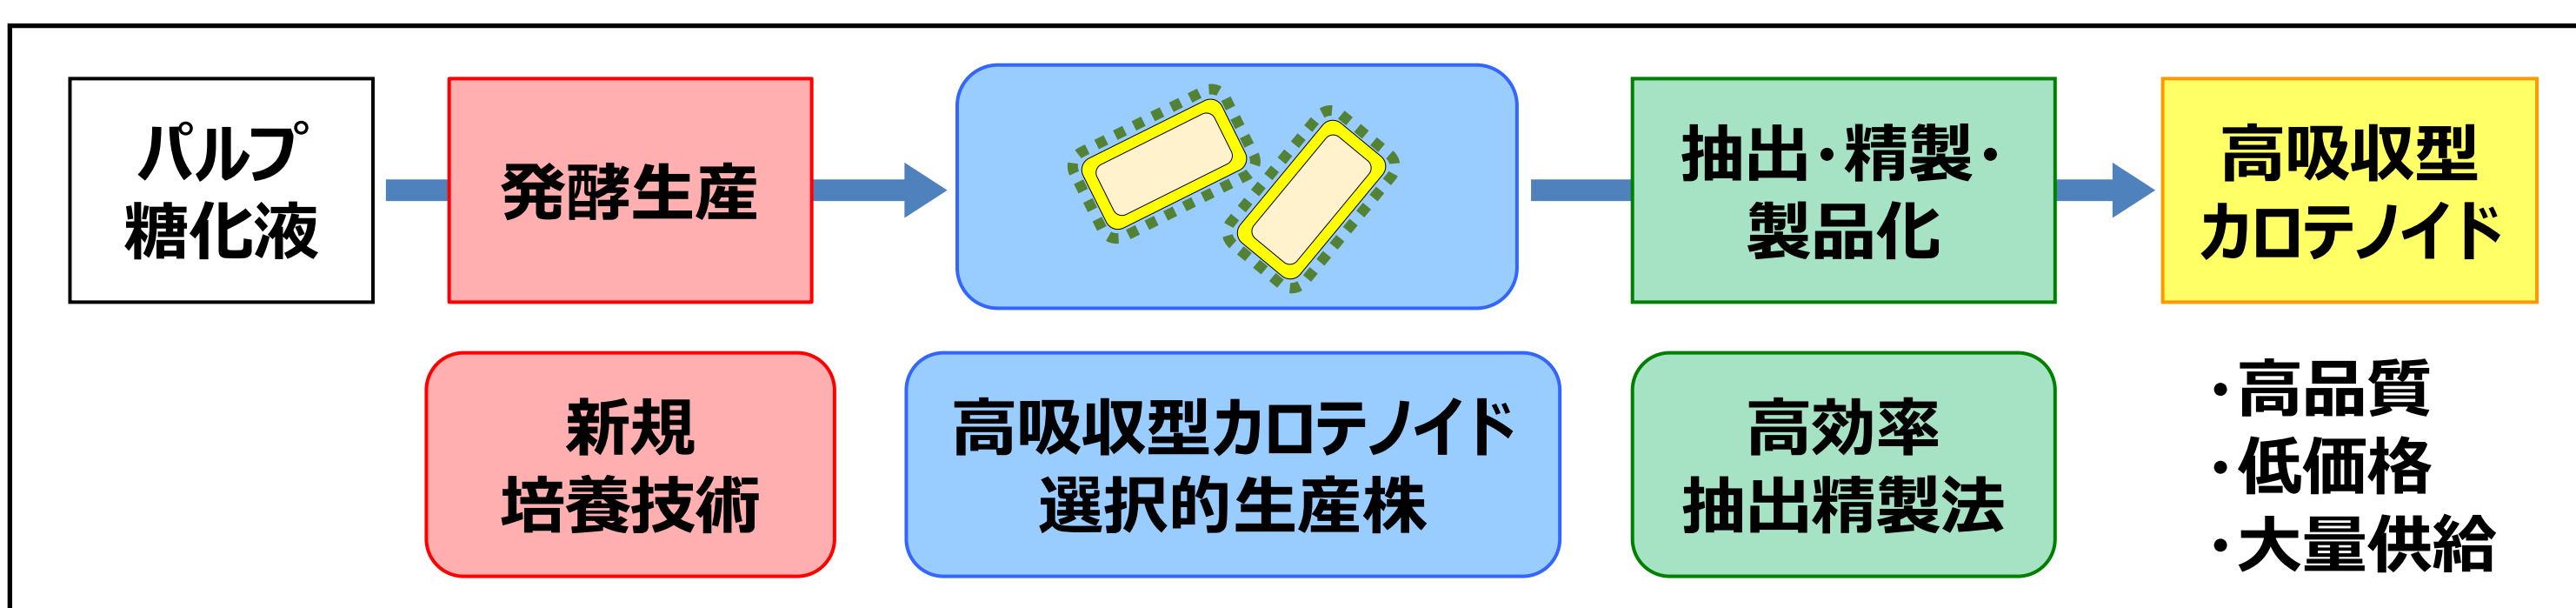 パルプ
糖化液
発酵生産
抽出・精製・
製品化
高吸収型
カロテノイド
新規
培養技術
高吸収型カロテノイド
選択的生産株
高効率
抽出精製法
・高品質
・低価格
・大量供給